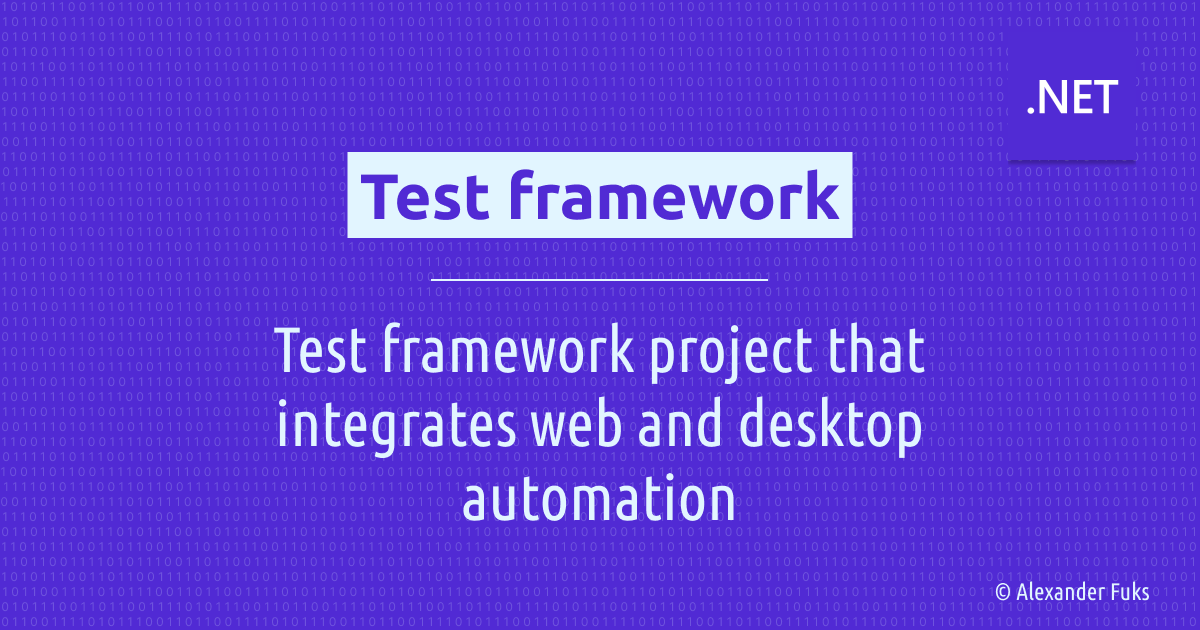 .NET
Test framework
Test framework project that
integrates web and desktop
automation
© Alexander Fuks